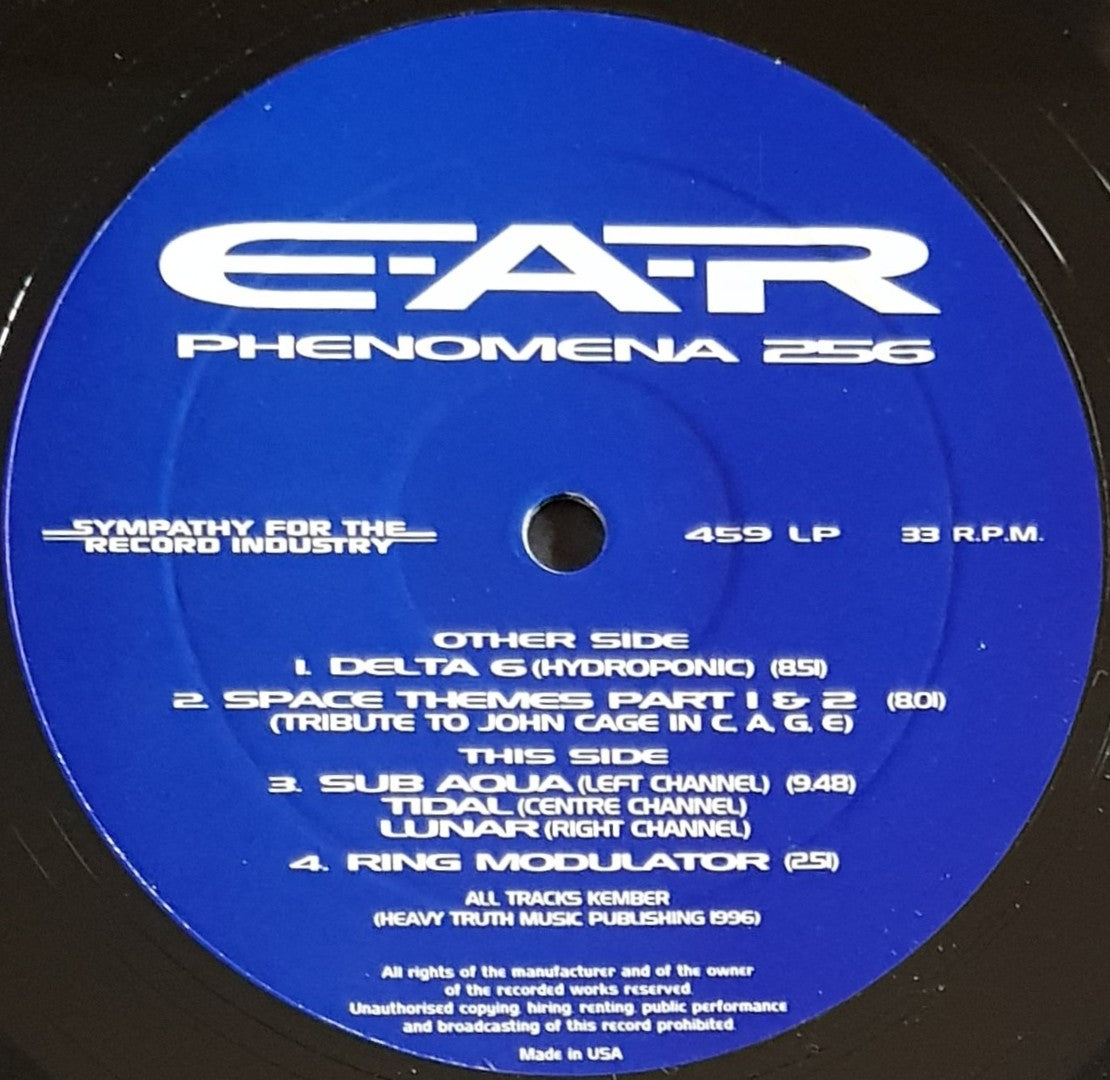 E-A-R
PHENOMENA 256
SYMPATHY FOR THE
RECORD INDUSTRY
459 LP 33 R.P.M.
OTHER SIDE
1. DELTA 6 (HYDROPONIC) (8.51)
2. SPACE THEMES PART 1 & 2 (8.01)
(TRIBUTE TO JOHN CAGE IN C. A. G. E)
THIS SIDE
3. SUB AQUA (LEFT CHANNEL) (9.48)
TIDAL (CENTRE CHANNEL)
LUNAR (RIGHT CHANNEL)
4. RING MODULATOR (2.51)
ALL TRACKS KEMBER
(HEAVY TRUTH MUSIC PUBLISHING 1996)
All rights of the manufacturer and of the owner
of the recorded works reserved.
Unauthorised copying, hiring, renting, public performance
and broadcasting of this record prohibited.
Made in USA